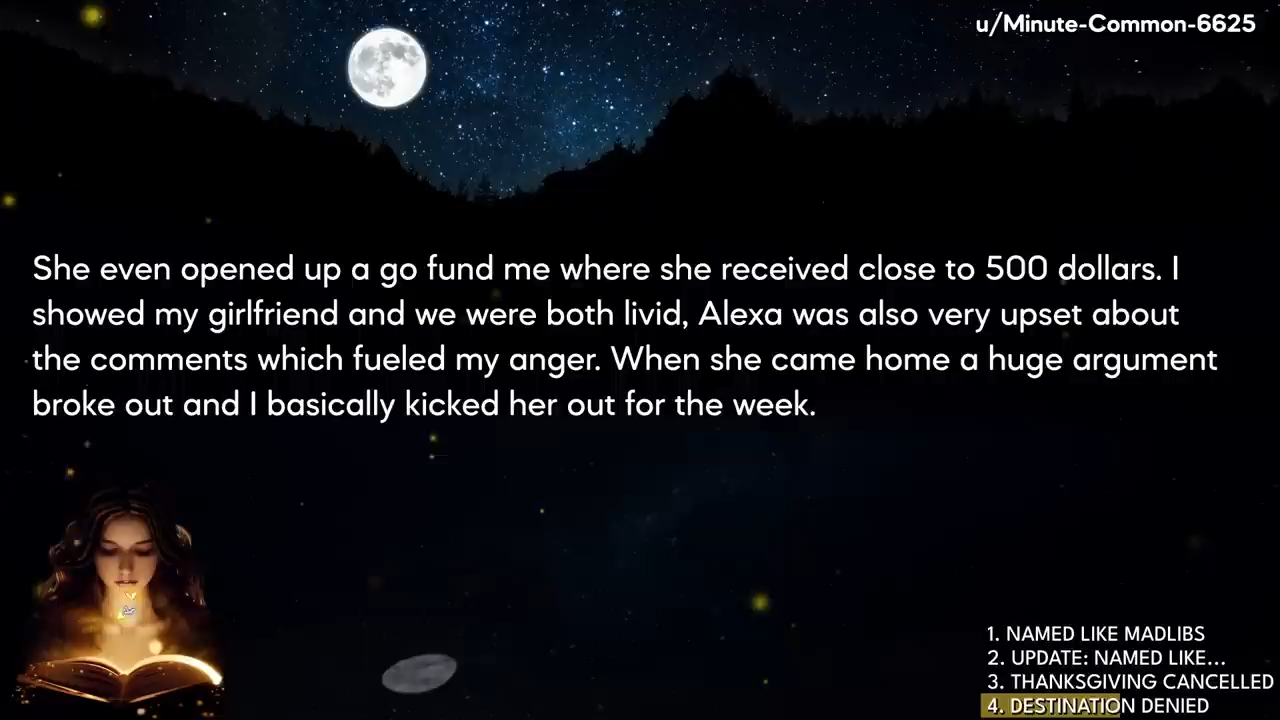 u/Minute-Common-6625
She even opened up a go fund me where she received close to 500 dollars. I
showed my girlfriend and we were both livid, Alexa was also very upset about
the comments which fueled my anger. When she came home a huge argument
broke out and I basically kicked her out for the week.
1. NAMED LIKE MADLIBS
2. UPDATE: NAMED LIKE...
3. THANKSGIVING CANCELLED
4. DESTINATION DENIED